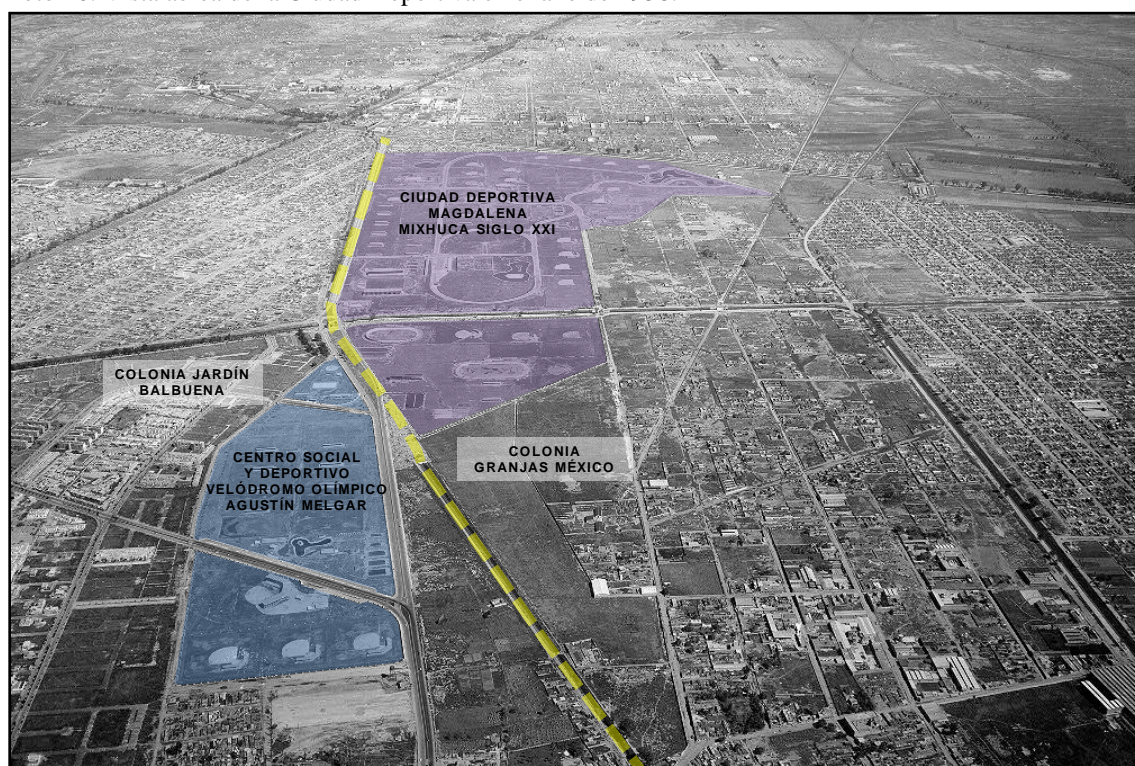 CIUDAD DEPORTIVA
MAGDALENA
MIXHUCA SIGLO XXI
COLONIA JARDÍN
BALBUENA
COLONIA
GRANJAS MÉXICO
CENTRO SOCIAL
Y DEPORTIVO
VELÓDROMO OLÍMPICO
AGUSTÍN MELGAR